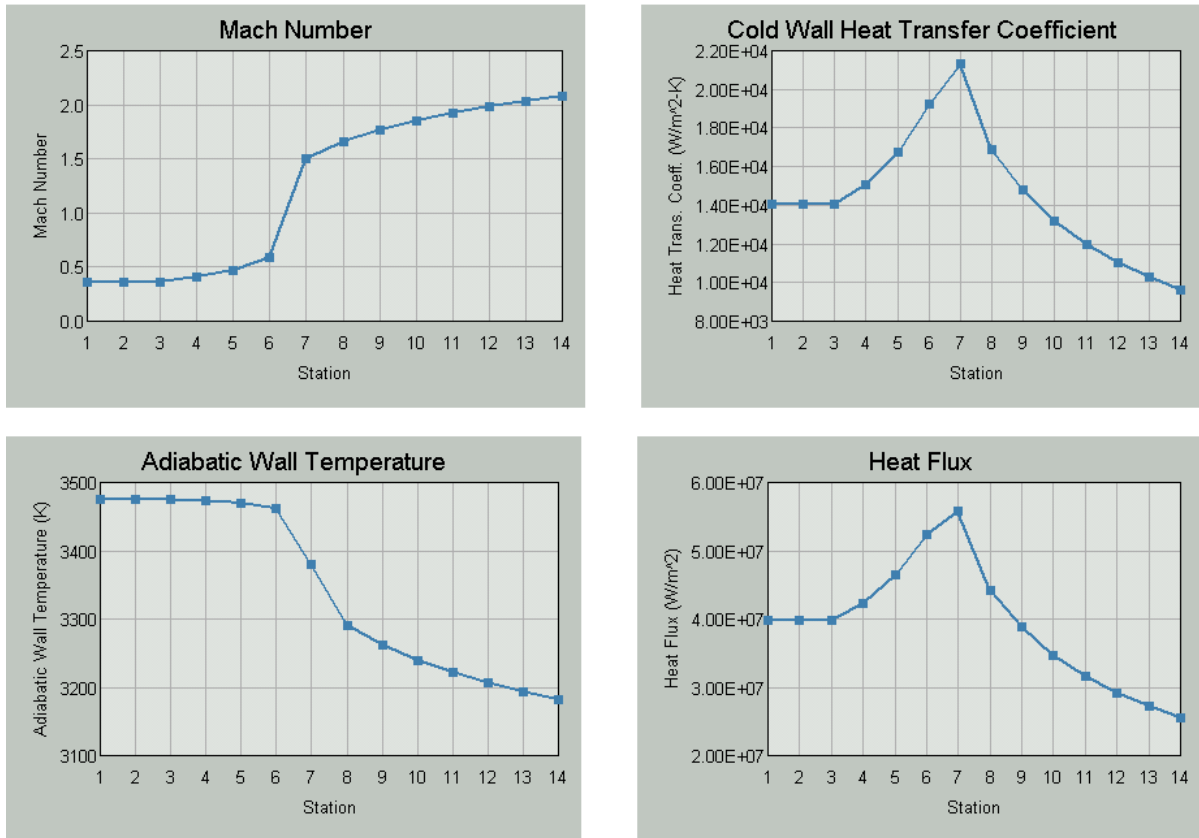 Mach Number
2.5
2.0
1.5
1.0
0.5
0.0
Mach Number
1 2 3 4 5 6 7 8 9 10 11 12 13 14
Station
Cold Wall Heat Transfer Coefficient
2.20E+04
2.00E+04
1.80E+04
1.60E+04
1.40E+04
1.20E+04
1.00E+04
8.00E+03
Heat Trans. Coeff. (W/m^2-K)
1 2 3 4 5 6 7 8 9 10 11 12 13 14
Station
Adiabatic Wall Temperature
3500
3400
3300
3200
3100
Adiabatic Wall Temperature (K)
1 2 3 4 5 6 7 8 9 10 11 12 13 14
Station
Heat Flux
6.00E+07
5.00E+07
4.00E+07
3.00E+07
2.00E+07
Heat Flux (W/m^2)
1 2 3 4 5 6 7 8 9 10 11 12 13 14
Station